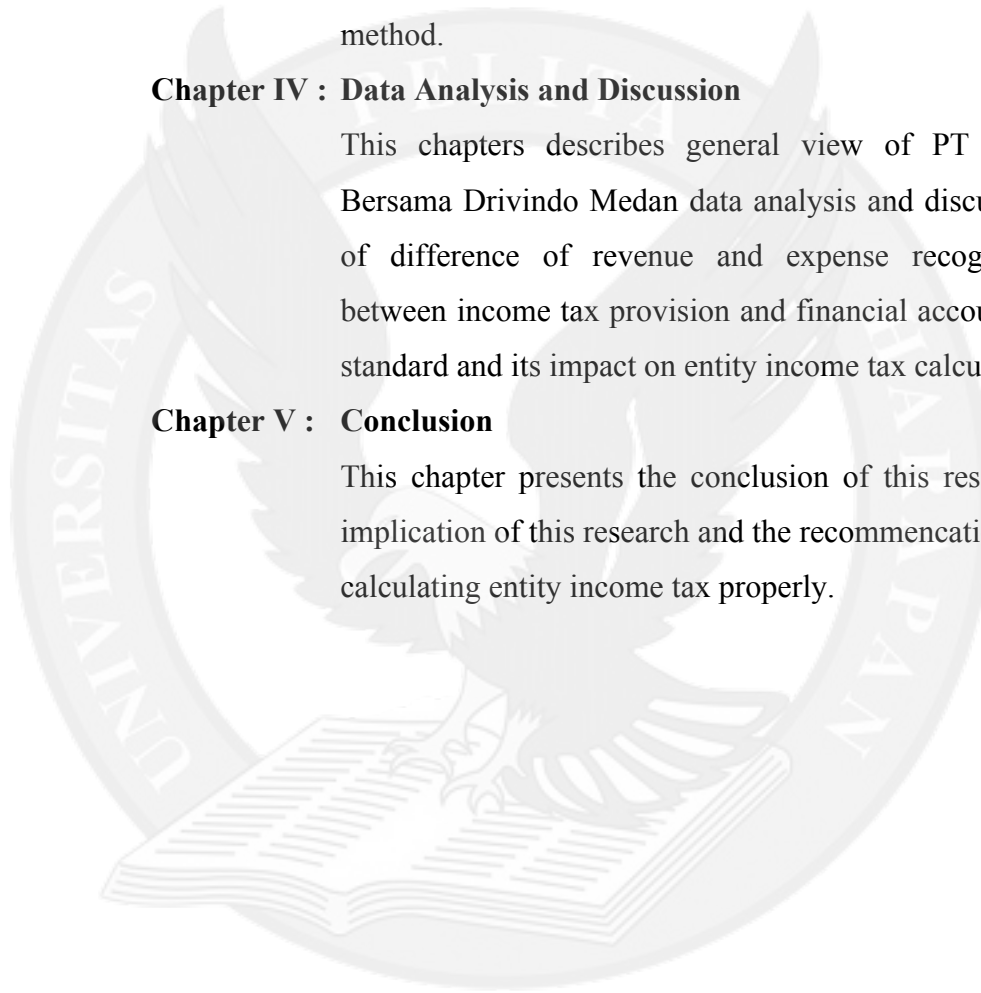 method.
Chapter IV : Data Analysis and Discussion
This chapters describes general view of PT
Bersama Drivindo Medan data analysis and discu
of difference of revenue and expense recog
between income tax provision and financial accou
standard and its impact on entity income tax calcu
Chapter V : Conclusion
This chapter presents the conclusion of this res
implication of this research and the recommencati
calculating entity income tax properly.
UNIVERSITAS PELITA HARAPAN